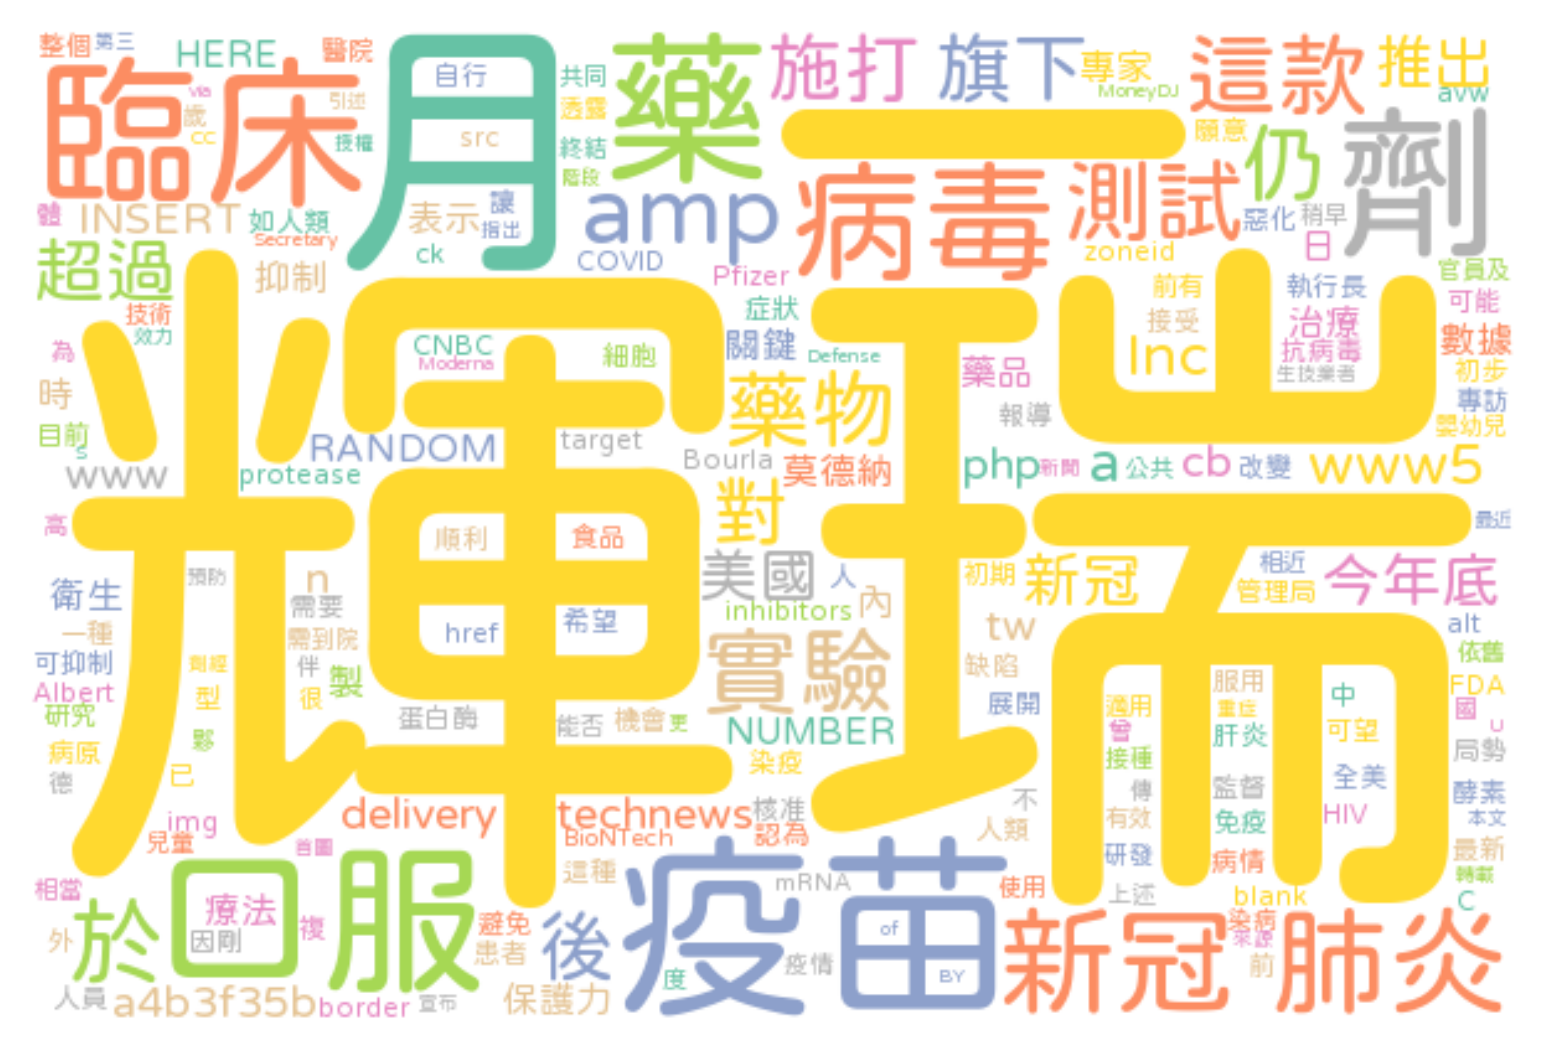 整個 第三 HERE 醫院 自行 共同 藥 施打 旗下 專家 這款 推出
臨床 via 歲 cc 引述 授權 月 src 透露 終結 階段 一 MoneyDJ 願意 仍 avw 劑
體 INSERT 如人類 Secretary 表示 讓 指出 ck amp COVID 病毒 測試 zoneid 惡化 稍早 日
超過 抑制 Pfizer 官員及
技術 效力 症狀 前有 執行長 可能
為 CNBC Moderna 細胞 關鍵 Defense 接受 Inc 治療 抗病毒 生技業者 數據
時 藥物 藥品 報導 初步 專訪
目前 s RANDOM target 嬰幼兒
www protease Bourla 莫德納 php 新聞 a 公共 cb 改變 www5
輝瑞
高 順利 食品 對 最近
衛生 預防 n 需要 美國 人 初期 新冠 相近 管理局 今年底
一種 需到院 href 希望 inhibitors 內 tw alt
可抑制 劑經 伴 製 實驗 缺陷 依舊
Albert 型 很 服用 中 FDA
研究 蛋白酶 能否 機會 更 NUMBER 展開 適用 重症 國 u
病原 夥 染疫 曾 接種 肝炎 可望 局勢
德 已 傳 監督 全美 酵素
img delivery technews 核准 不 人類 有效 免疫 HIV 本文
兒童 首圖 BioNTech 認為 研發 病情 最新
相當 這種 mRNA 使用 上述 blank 轉載 C
於 口服 療法 因剛 複 避免 患者 後 疫苗 of BY 新冠肺炎 染病 來源 前
外 度 疫情
人員 a4b3f35b border 宣布 保護力